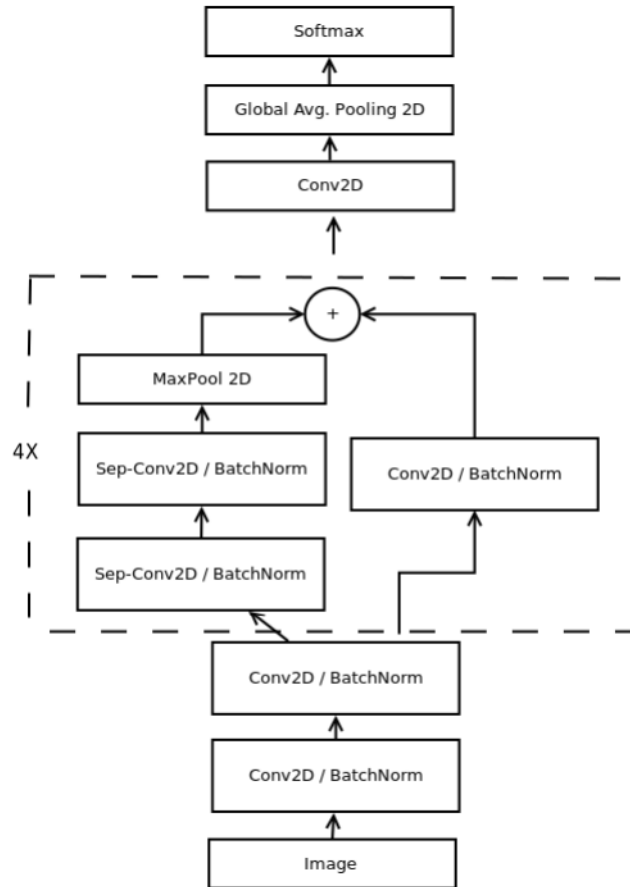 Softmax
Global Avg. Pooling 2D
Conv2D
+
MaxPool 2D
4X
Sep-Conv2D / BatchNorm
Conv2D / BatchNorm
Sep-Conv2D / BatchNorm
Conv2D / BatchNorm
Conv2D / BatchNorm
Image